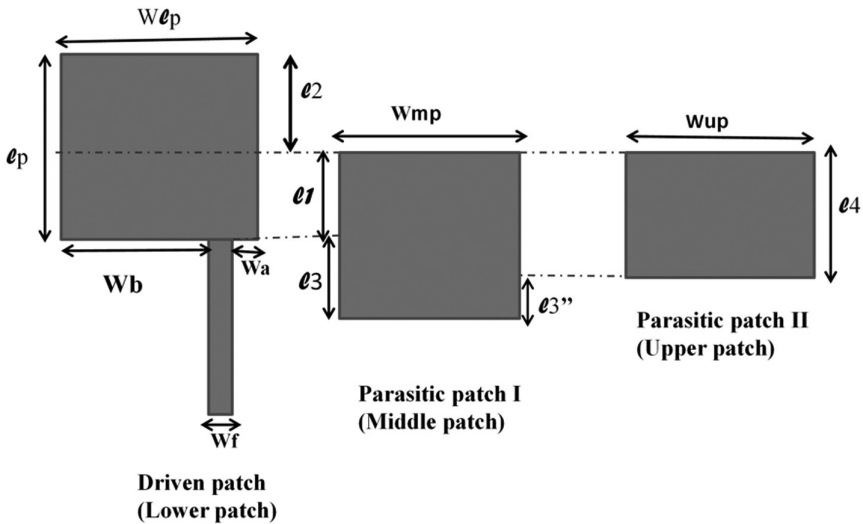 Wℓp
ℓ2
Wmp
Wup
ℓp
ℓ1
ℓ4
Wb
Wa
ℓ3
ℓ3”
Parasitic patch II
(Upper patch)
Parasitic patch I
(Middle patch)
Wf
Driven patch
(Lower patch)